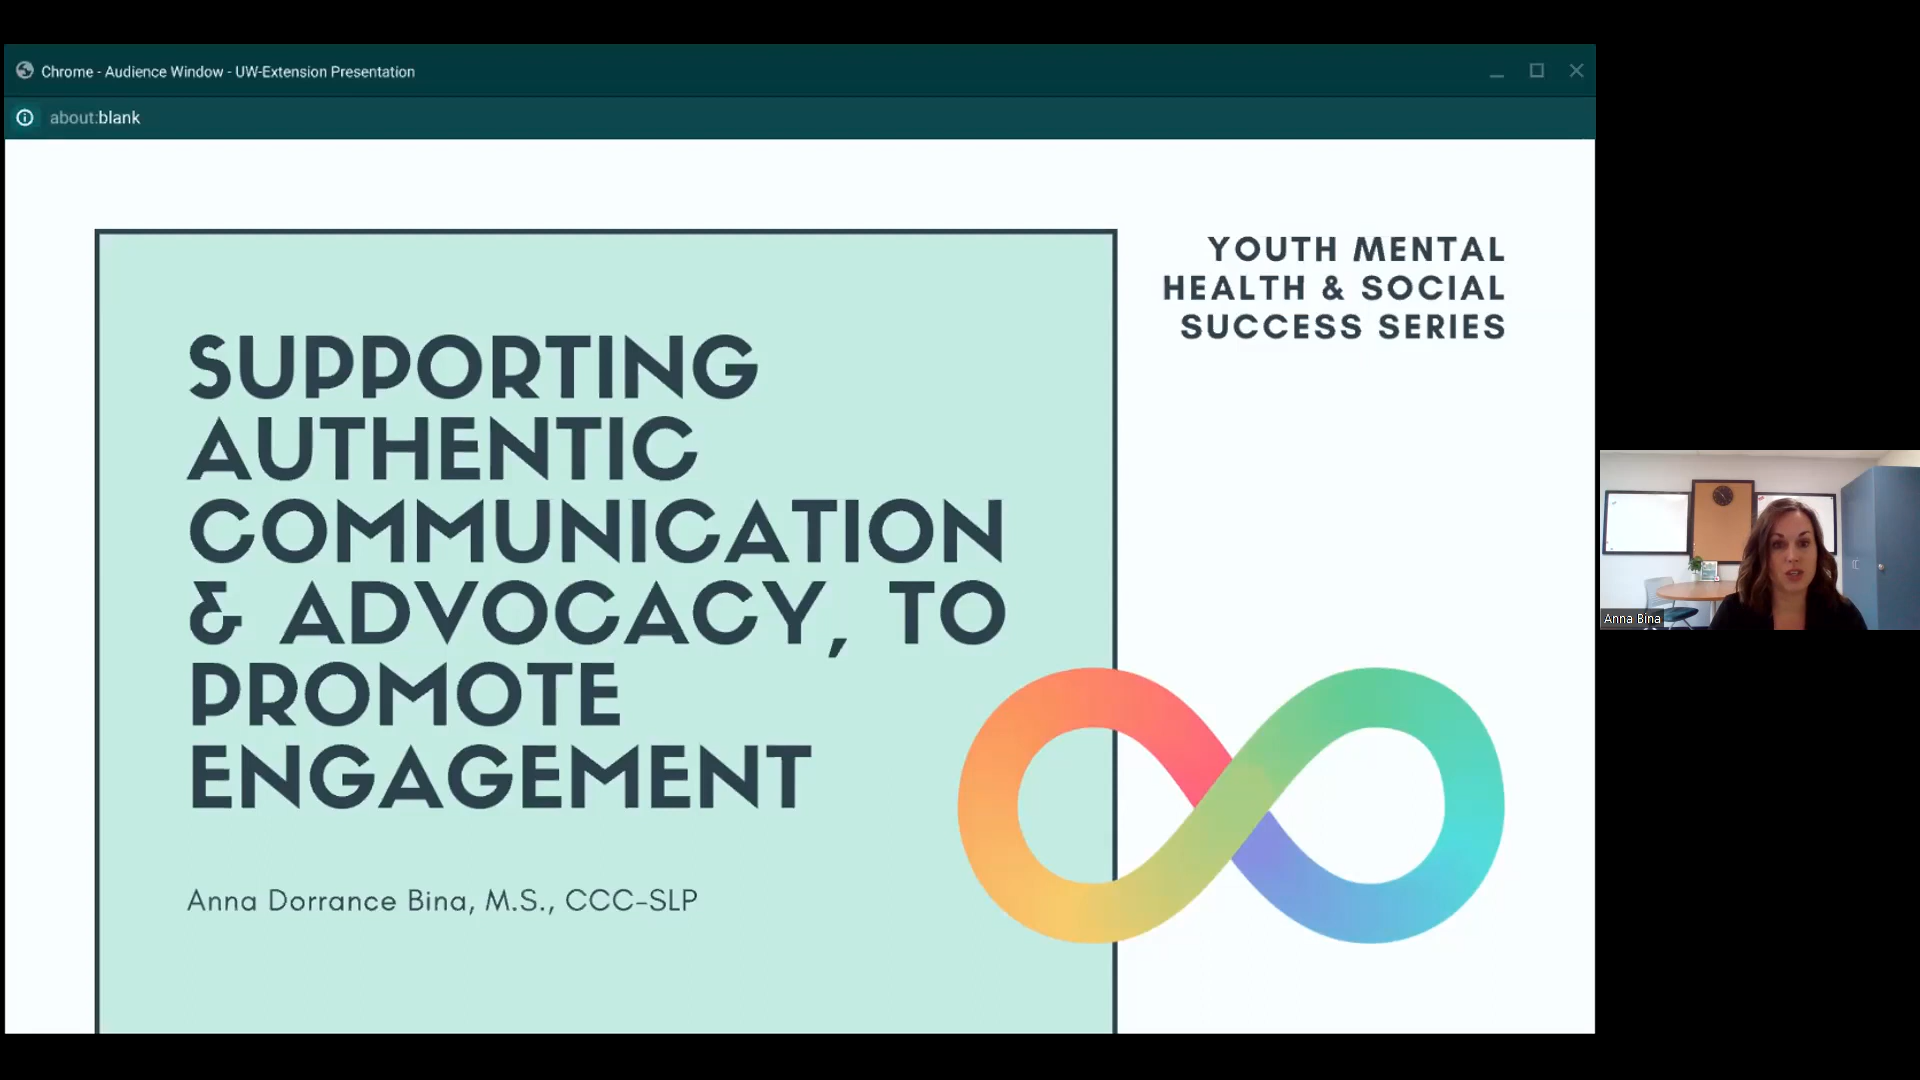 Chrome - Audience Window - UW-Extension Presentation
about:blank
YOUTH MENTAL
HEALTH & SOCIAL
SUCCESS SERIES
SUPPORTING
AUTHENTIC
COMMUNICATION
& ADVOCACY, TO
PROMOTE
ENGAGEMENT
Anna Dorrance Bina, M.S., CCC-SLP
Anna Bina